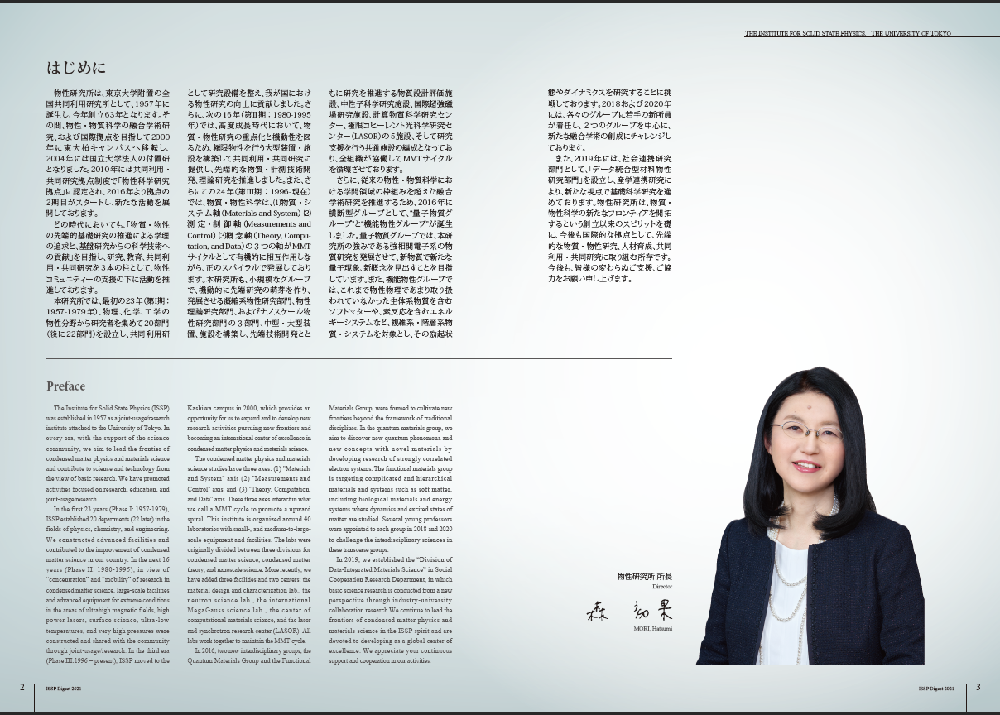 THE INSTITUTE FOR SOLID STATE PHYSICS, THE UNIVERSITY OF TOKYO
はじめに
物性研究所は、東京大学附置の全
国共同利用研究所として、1957年に
誕生し、今年創立63年となります。そ
の間、物性・物質科学の融合学術研
究、および国際拠点を目指して2000
年に東大柏キャンパスへ移転し、
2004年には国立大学法人の付置研
となりました。2010年には共同利用・
共同研究拠点制度で「物性科学研究
拠点」に認定され、2016年より拠点の
2期目がスタートし、新たな活動を展
開しております。
どの時代においても、「物質・物性
の先端的基礎研究の推進による学理
の追求と、基盤研究からの科学技術へ
の貢献」を目指し、研究、教育、共同利
用・共同研究を3本の柱として、物性
コミュニティーの支援の下に活動を推
進しております。
本研究所では、最初の23年(第I期:
1957-1979年)、物理、化学、工学の
物性分野から研究者を集めて20部門
(後に22部門)を設立し、共同利用研
として研究設備を整え、我が国におけ
る物性研究の向上に貢献しました。さ
らに、次の16年(第II期: 1980-1995
年)では、高度成長時代において、物
質・物性研究の重点化と機動性を図
るため、極限物性を行う大型装置・施
設を構築して共同利用・共同研究に
提供し、先端的な物質・計測技術開
発、理論研究を推進しました。また、さ
らにこの24年(第III期: 1996-現在)
では、物質・物性科学は、(1)物質・シ
ステム軸(Materials and System) (2)
測定・制御軸(Measurements and
Control) (3)概念軸(Theory, Compu-
tation, and Data)の3つの軸がMMT
サイクルとして有機的に相互作用しな
がら、正のスパイラルで発展しており
ます。本研究所も、小規模なグループ
で、機動的に先端研究の萌芽を作り、
発展させる凝縮系物性研究部門、物性
理論研究部門、およびナノスケール物
性研究部門の3部門、中型・大型装
置、施設を構築し、先端技術開発とと
もに研究を推進する物質設計評価施
設、中性子科学研究施設、国際超強磁
場研究施設、計算物質科学研究セン
ター、極限コヒーレント光科学研究セ
ンター(LASOR)の5施設、そして研究
支援を行う共通施設の編成となってお
り、全組織が協働してMMTサイクル
を循環させております。
さらに、従来の物性・物質科学にお
ける学問領域の枠組みを超えた融合
学術研究を推進するため、2016年に
横断型グループとして、“量子物質グ
ループ”と“機能物性グループ”が誕生
しました。量子物質グループでは、本研
究所の強みである強相関電子系の物
質研究を発展させて、新物質で新たな
量子現象、新概念を見出すことを目指
しています。また、機能物性グループで
は、これまで物性物理であまり取り扱
われていなかった生体系物質を含む
ソフトマターや、素反応を含むエネル
ギーシステムなど、複雑系・階層系物
質・システムを対象とし、その励起状
態やダイナミクスを研究することに挑
戦しております。2018および2020年
には、各々のグループに若手の新所員
が着任し、2つのグループを中心に、
新たな融合学術の創成にチャレンジし
ております。
また、2019年には、社会連携研究
部門として、「データ統合型材料物性
研究部門」を設立し、産学連携研究に
より、新たな視点で基礎科学研究を進
めております。物性研究所は、物質・
物性科学の新たなフロンティアを開拓
するという創立以来のスピリットを礎
に、今後も国際的な拠点として、先端
的な物質・物性研究、人材育成、共同
利用・共同研究に取り組む所存です。
今後も、皆様の変わらぬご支援、ご協
力をお願い申し上げます。
Preface
The Institute for Solid State Physics (ISSP)
was established in 1957 as a joint-usage/research
institute attached to the University of Tokyo. In
every era, with the support of the science
community, we aim to lead the frontier of
condensed matter physics and materials science
and contribute to science and technology from
the view of basic research. We have promoted
activities focused on research, education, and
joint-usage/research.
In the first 23 years (Phase I: 1957-1979),
ISSP established 20 departments (22 later) in the
fields of physics, chemistry, and engineering.
We constructed advanced facilities and
contributed to the improvement of condensed
matter science in our country. In the next 16
years (Phase II: 1980-1995), in view of
“concentration” and “mobility” of research in
condensed matter science, large-scale facilities
and advanced equipment for extreme conditions
in the areas of ultrahigh magnetic fields, high
power lasers, surface science, ultra-low
temperatures, and very high pressures were
constructed and shared with the community
through joint-usage/research. In the third era
(Phase III:1996 – present), ISSP moved to the
Kashiwa campus in 2000, which provides an
opportunity for us to expand and to develop new
research activities pursuing new frontiers and
becoming an international center of excellence in
condensed matter physics and materials science.
The condensed matter physics and materials
science studies have three axes: (1) "Materials
and System" axis (2) "Measurements and
Control" axis, and (3) "Theory, Computation,
and Data" axis. These three axes interact in what
we call a MMT cycle to promote a upward
spiral. This institute is organized around 40
laboratories with small-, and medium-to-large-
scale equipment and facilities. The labs were
originally divided between three divisions for
condensed matter science, condensed matter
theory, and nanoscale science. More recently, we
have added three facilities and two centers: the
material design and characterization lab., the
neutron science lab., the international
MegaGauss science lab., the center of
computational materials science, and the laser
and synchrotron research center (LASOR). All
labs work together to maintain the MMT cycle.
In 2016, two new interdisciplinary groups, the
Quantum Materials Group and the Functional
Materials Group, were formed to cultivate new
frontiers beyond the framework of traditional
disciplines. In the quantum materials group, we
aim to discover new quantum phenomena and
new concepts with novel materials by
developing research of strongly correlated
electron systems. The functional materials group
is targeting complicated and hierarchical
materials and systems such as soft matter,
including biological materials and energy
systems where dynamics and excited states of
matter are studied. Several young professors
were appointed to each group in 2018 and 2020
to challenge the interdisciplinary sciences in
these transverse groups.
In 2019, we established the “Division of
Data-Integrated Materials Science” in Social
Cooperation Research Department, in which
basic science research is conducted from a new
perspective through industry-university
collaboration research.We continue to lead the
frontiers of condensed matter physics and
materials science in the ISSP spirit and are
devoted to developing as a global center of
excellence. We appreciate your continuous
support and cooperation in our activities.
物性研究所 所長
Director
森 初果
MORI, Hatsumi
2
ISSP Digest 2021
ISSP Digest 2021
3